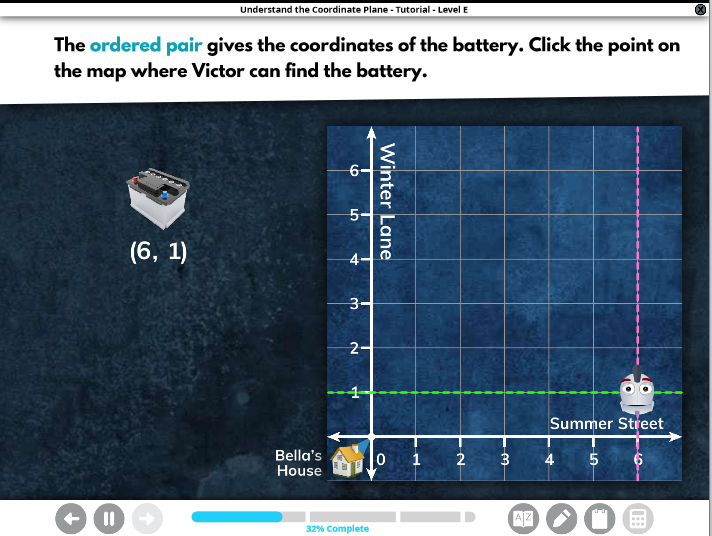 Understand the Coordinate Plane - Tutorial - Level E
The ordered pair gives the coordinates of the battery. Click the point on
the map where Victor can find the battery.
(6, 1)
Winter Lane
6
5
4
3
2
1
Summer Street
Bella's
House
0 1 2 3 4 5 6
32% Complete
A Z